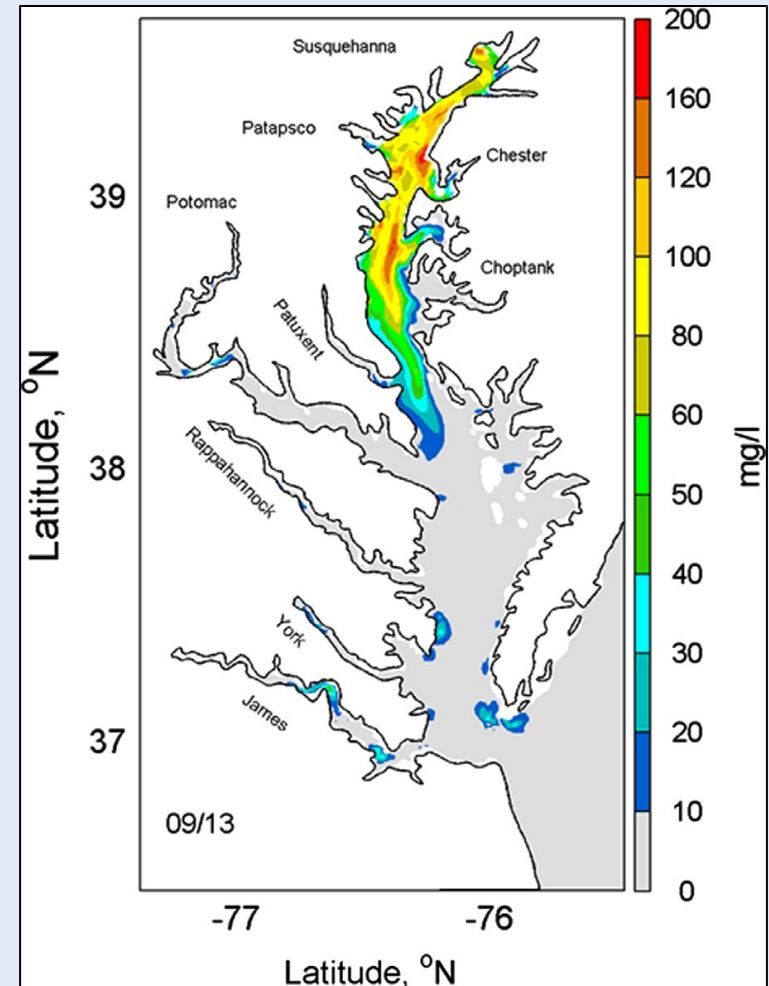 Susquehanna
Patapsco
Chester
Potomac
Choptank
Patuxent
Rappahannock
York
James
09/13
39
38
37
Latitude, °N
-77
-76
Latitude, °N
200
160
120
100
80
60
50
40
30
20
10
0
mg/l